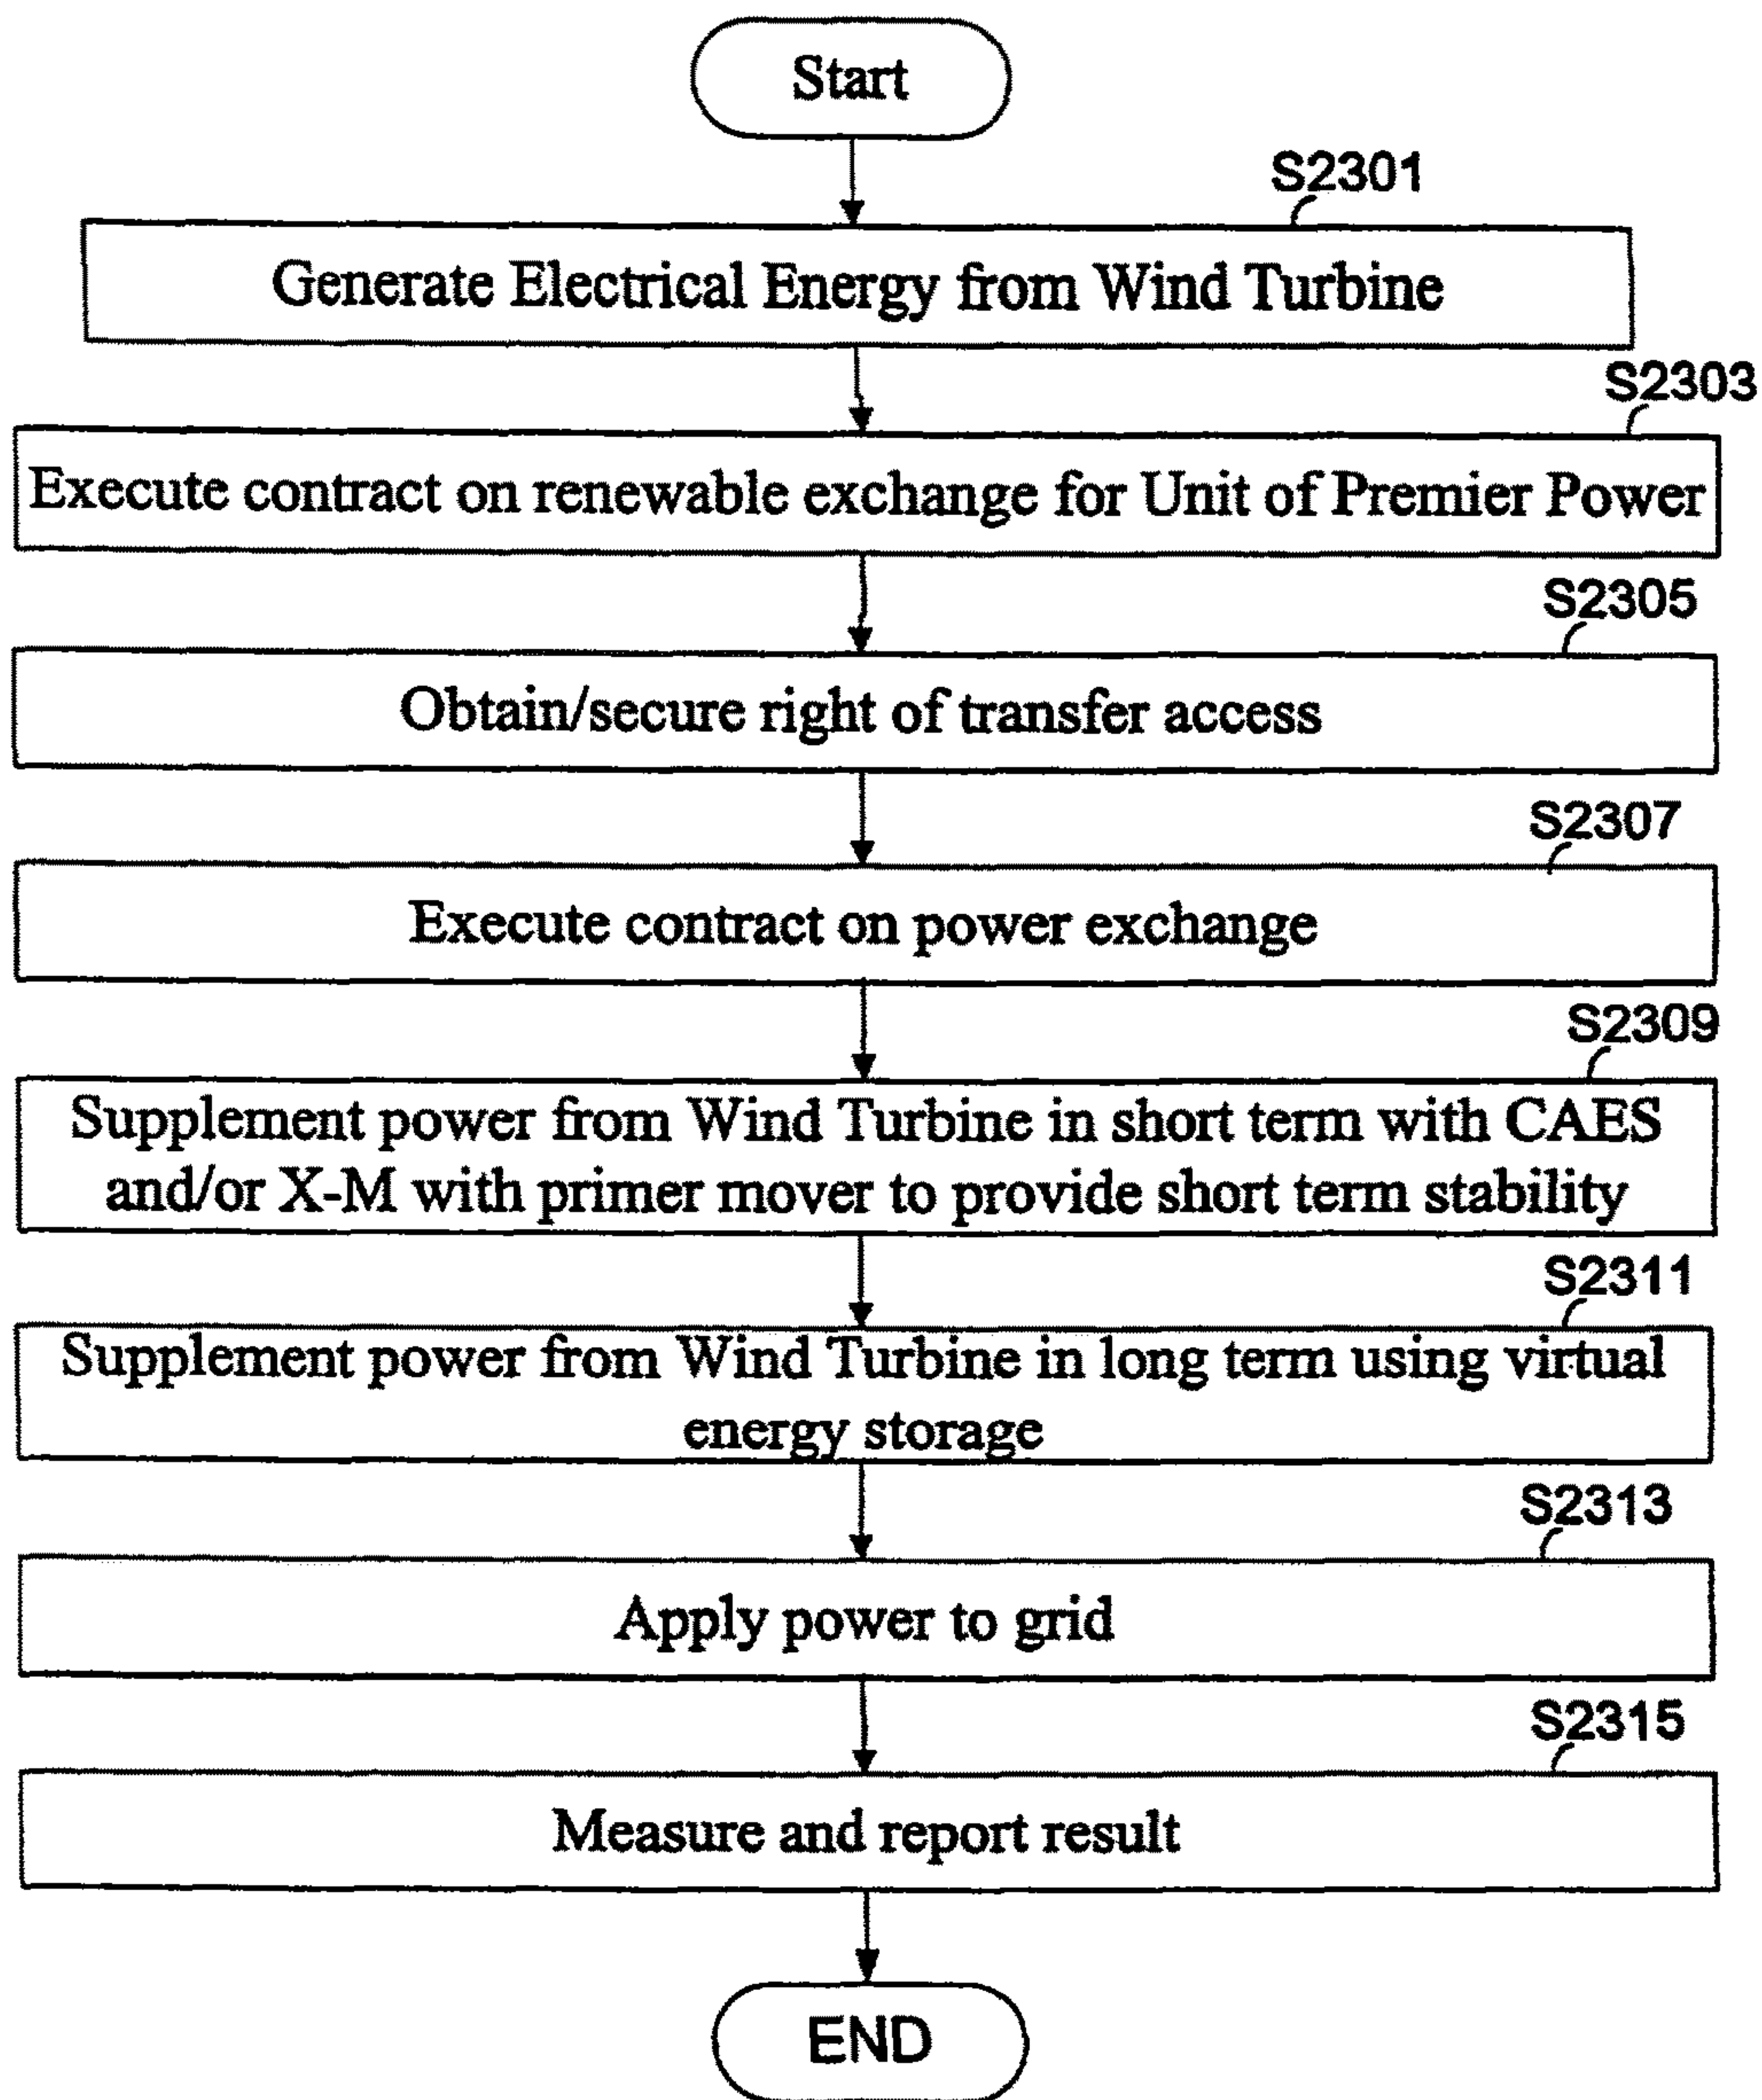 Start
S2301
Generate Electrical Energy from Wind Turbine
S2303
Execute contract on renewable exchange for Unit of Premier Power
S2305
Obtain/secure right of transfer access
S2307
Execute contract on power exchange
S2309
Supplement power from Wind Turbine in short term with CAES
and/or X-M with primer mover to provide short term stability
S2311
Supplement power from Wind Turbine in long term using virtual
energy storage
S2313
Apply power to grid
S2315
Measure and report result
END